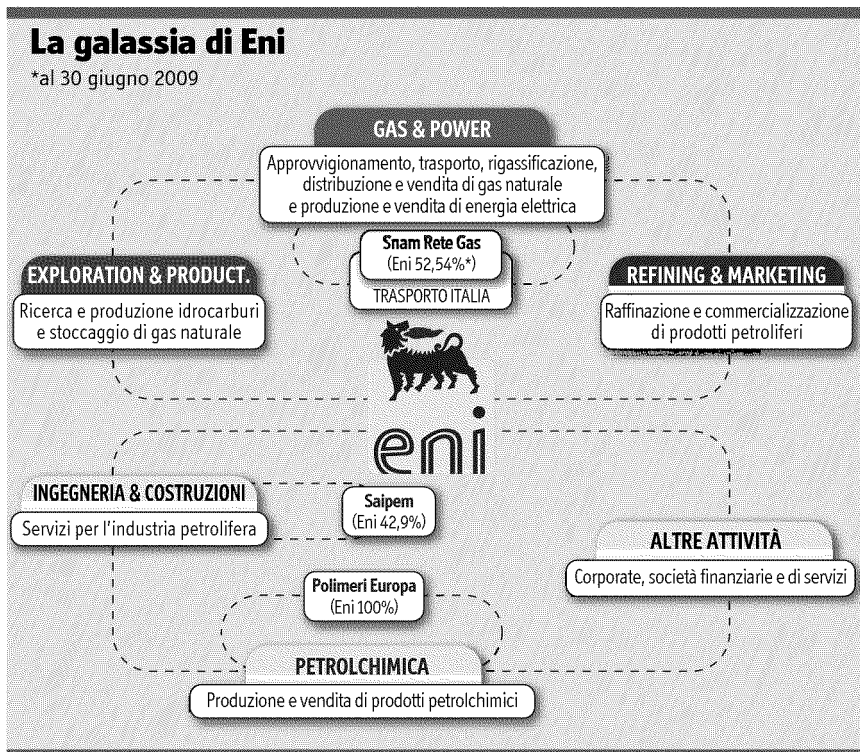 La galassia di Eni
*al 30 giugno 2009
GAS & POWER
Approvvigionamento, trasporto, rigassificazione,
distribuzione e vendita di gas naturale
e produzione e vendita di energia elettrica
Snam Rete Gas
(Eni 52,54%*)
TRASPORTO ITALIA
EXPLORATION & PRODUCT.
Ricerca e produzione idrocarburi
e stoccaggio di gas naturale
REFINING & MARKETING
Raffinazione e commercializzazione
di prodotti petroliferi
eni
INGEGNERIA & COSTRUZIONI
Servizi per l'industria petrolifera
Saipem
(Eni 42,9%)
ALTRE ATTIVITÀ
Corporate, società finanziarie e di servizi
Polimeri Europa
(Eni 100%)
PETROLCHIMICA
Produzione e vendita di prodotti petrolchimici